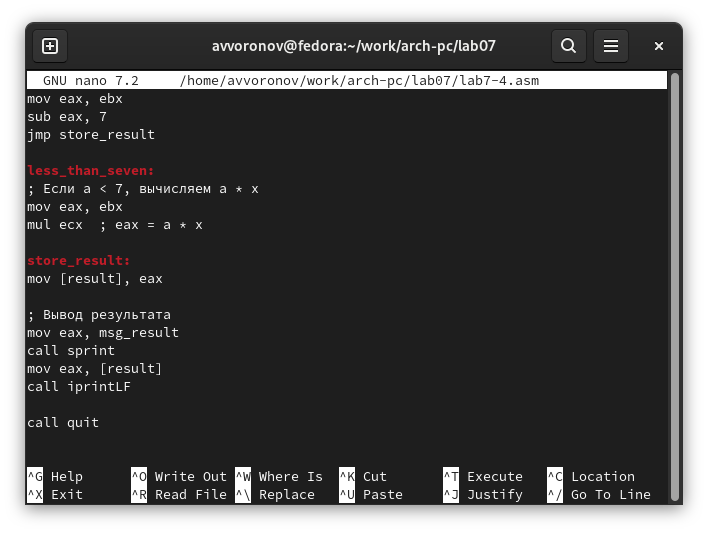 avvoronov@fedora:~/work/arch-pc/lab07
GNU nano 7.2 /home/avvoronov/work/arch-pc/lab07/lab7-4.asm
mov eax, ebx
sub eax, 7
jmp store_result
less_than_seven:
; Если a < 7, вычисляем a * x
mov eax, ebx
mul ecx  ; eax = a * x
store_result:
mov [result], eax
; Вывод результата
mov eax, msg_result
call sprint
mov eax, [result]
call iprintLF
call quit
^G Help ^O Write Out ^W Where Is ^K Cut ^T Execute ^C Location
^X Exit ^R Read File ^\ Replace ^U Paste ^J Justify ^/ Go To Line